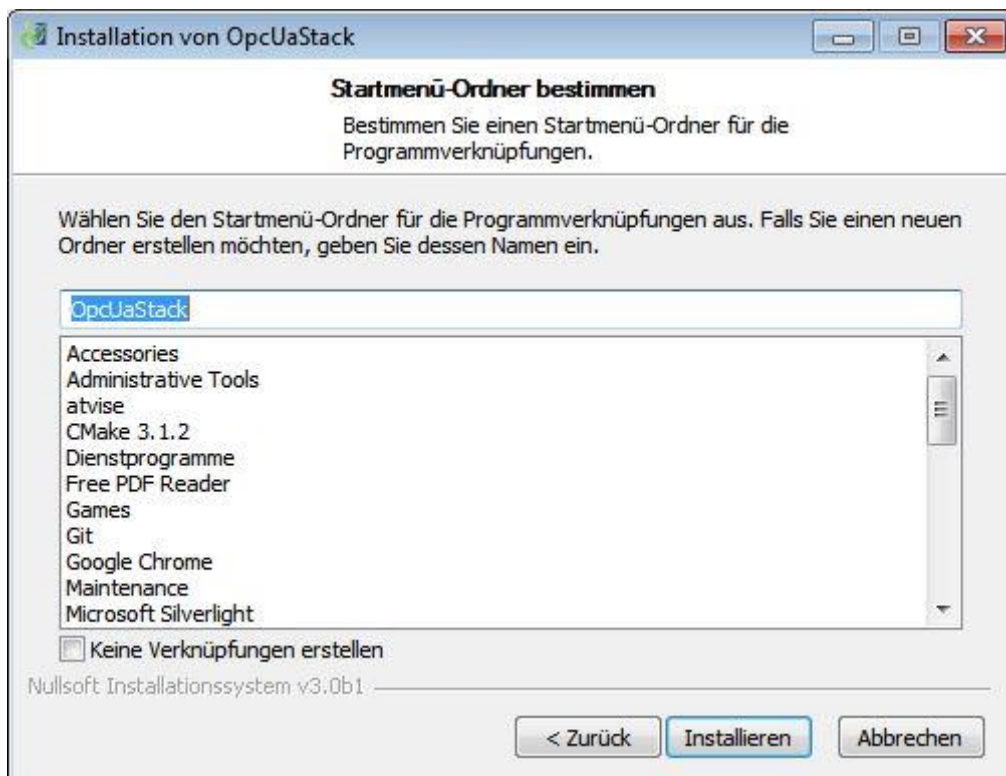 Installation von OpcUaStack
Startmenü-Ordner bestimmen
Bestimmen Sie einen Startmenü-Ordner für die
Programmverknüpfungen.
Wählen Sie den Startmenü-Ordner für die Programmverknüpfungen aus. Falls Sie einen neuen
Ordner erstellen möchten, geben Sie dessen Namen ein.
OpcUaStack
Accessories
Administrative Tools
atvise
CMake 3.1.2
Dienstprogramme
Free PDF Reader
Games
Git
Google Chrome
Maintenance
Microsoft Silverlight
Keine Verknüpfungen erstellen
Nullsoft Installationssystem v3.0b1
< Zurück Installieren Abbrechen